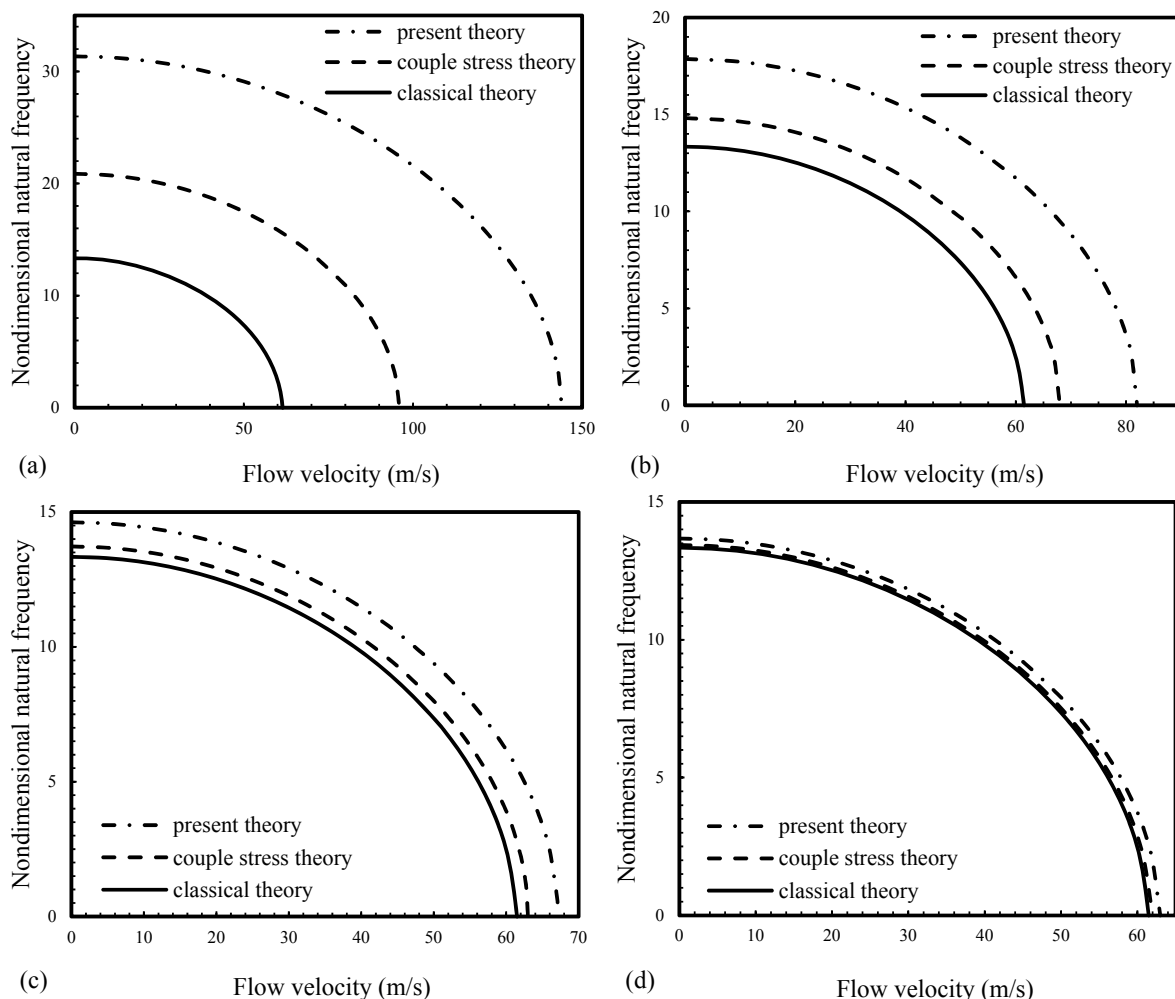 Nondimensional natural frequency
30
20
10
0
present theory
couple stress theory
classical theory
0 50 100 150
(a) Flow velocity (m/s)
Nondimensional natural frequency
20
15
10
5
0
present theory
couple stress theory
classical theory
0 20 40 60 80
(b) Flow velocity (m/s)
Nondimensional natural frequency
15
10
5
0
present theory
couple stress theory
classical theory
0 10 20 30 40 50 60 70
(c) Flow velocity (m/s)
Nondimensional natural frequency
15
10
5
0
present theory
couple stress theory
classical theory
0 10 20 30 40 50 60
(d) Flow velocity (m/s)